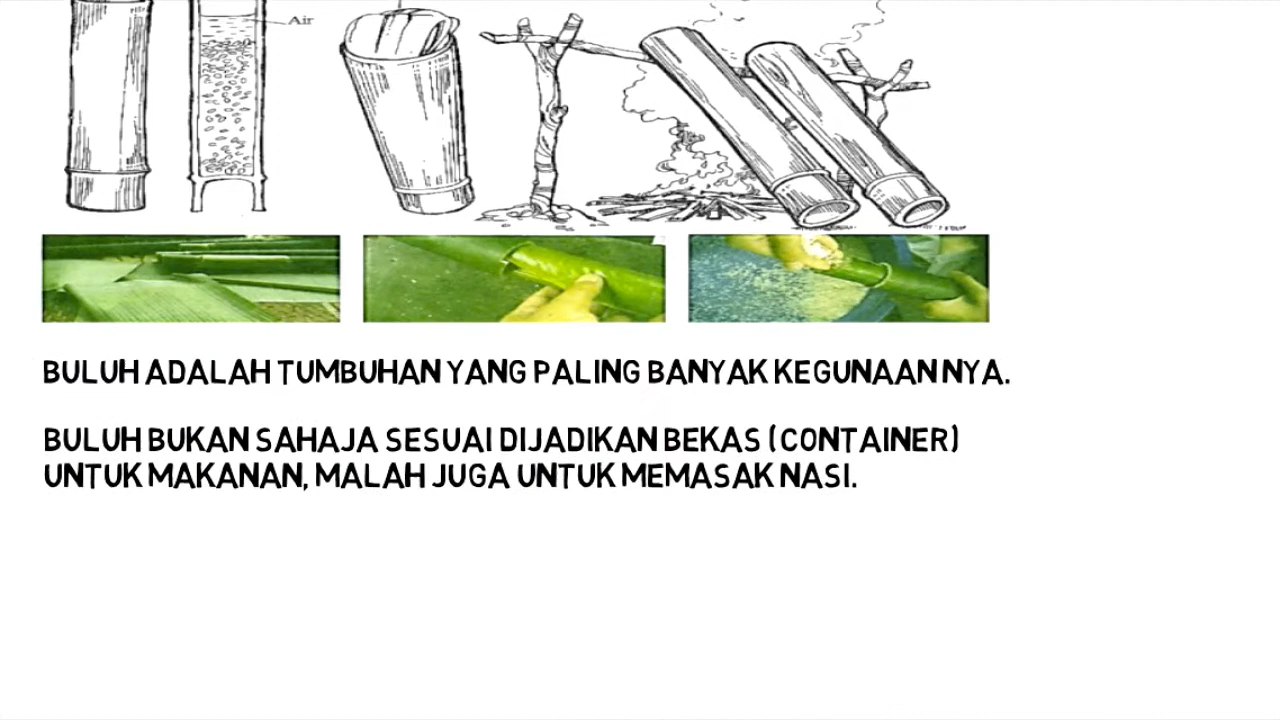 Air
BULUH ADALAH TUMBUHAN YANG PALING BANYAK KEGUNAAN NYA.
BULUH BUKAN SAHAJA SESUAI DIJADIKAN BEKAS (CONTAINER)
UNTUK MAKANAN, MALAH JUGA UNTUK MEMASAK NASI.